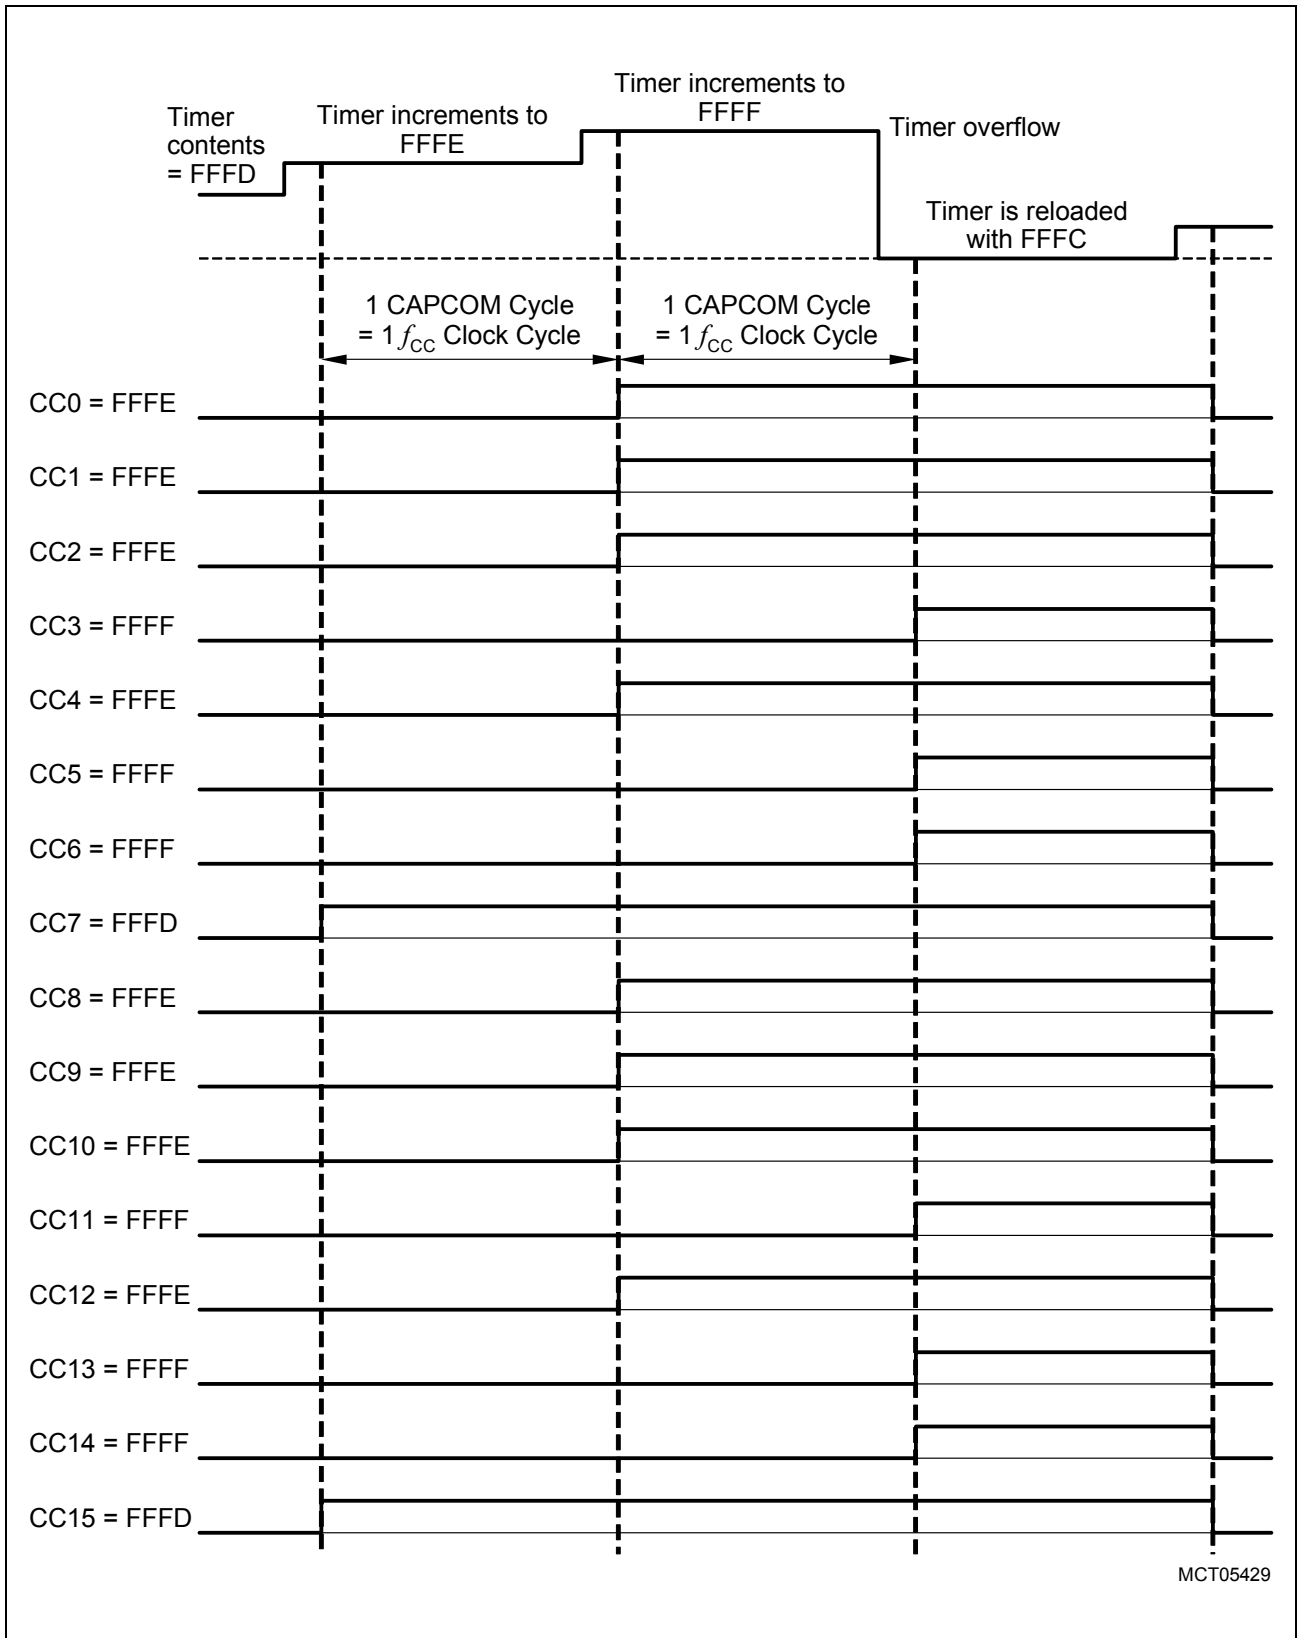 Timer increments to
FFFF
Timer
contents
= FFFD
Timer increments to
FFFE
Timer overflow
Timer is reloaded
with FFFC
1 CAPCOM Cycle
= 1 fCC Clock Cycle
1 CAPCOM Cycle
= 1 fCC Clock Cycle
CC0 = FFFE
CC1 = FFFE
CC2 = FFFE
CC3 = FFFF
CC4 = FFFE
CC5 = FFFF
CC6 = FFFF
CC7 = FFFD
CC8 = FFFE
CC9 = FFFE
CC10 = FFFE
CC11 = FFFF
CC12 = FFFE
CC13 = FFFF
CC14 = FFFF
CC15 = FFFD
MCT05429